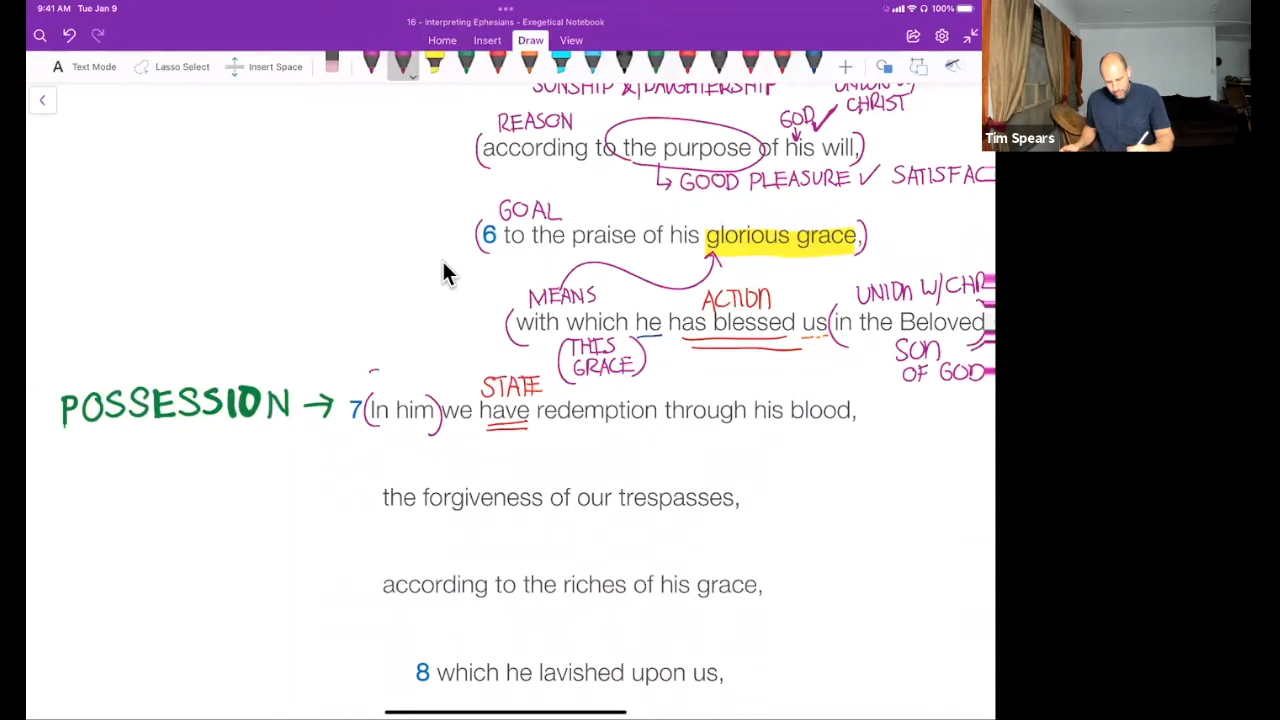 9:41 AM Tue Jan 9
100%
16 - Interpreting Ephesians - Exegetical Notebook
Home Insert Draw View
A Text Mode Lasso Select Insert Space
SONSHIP &/DAUGHTERSHIP
UNION W/
CHRIST
REASON
GOD
(according to the purpose of his will,)
GOOD PLEASURE ✓ SATISFAC
GOAL
(6 to the praise of his glorious grace,)
MEANS
ACTION
UNION W/CHR
(with which he has blessed us (in the Beloved
(THIS
GRACE)
SON
OF GOD
STATE
POSSESSION → 7 (In him) we have redemption through his blood,
the forgiveness of our trespasses,
according to the riches of his grace,
8 which he lavished upon us,
Tim Spears